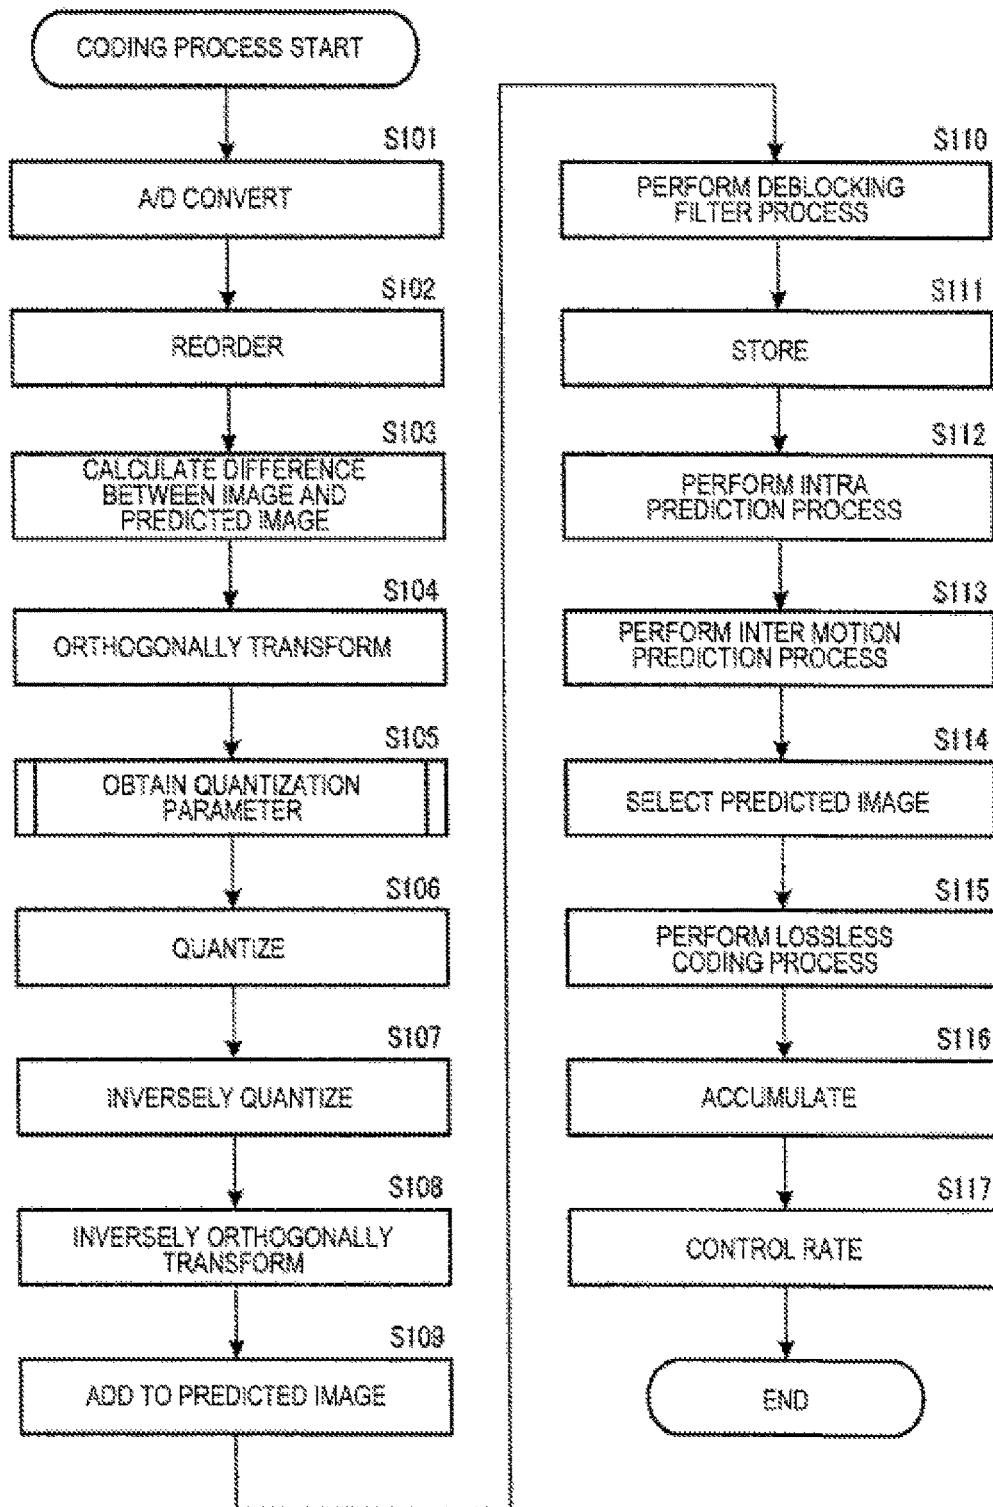 CODING PROCESS START
S101
A/D CONVERT
S102
REORDER
S103
CALCULATE DIFFERENCE
BETWEEN IMAGE AND
PREDICTED IMAGE
S104
ORTHOGONALLY TRANSFORM
S105
OBTAIN QUANTIZATION
PARAMETER
S106
QUANTIZE
S107
INVERSELY QUANTIZE
S108
INVERSELY ORTHOGONALLY
TRANSFORM
S109
ADD TO PREDICTED IMAGE
S110
PERFORM DEBLOCKING
FILTER PROCESS
S111
STORE
S112
PERFORM INTRA
PREDICTION PROCESS
S113
PERFORM INTER MOTION
PREDICTION PROCESS
S114
SELECT PREDICTED IMAGE
S115
PERFORM LOSSLESS
CODING PROCESS
S116
ACCUMULATE
S117
CONTROL RATE
END